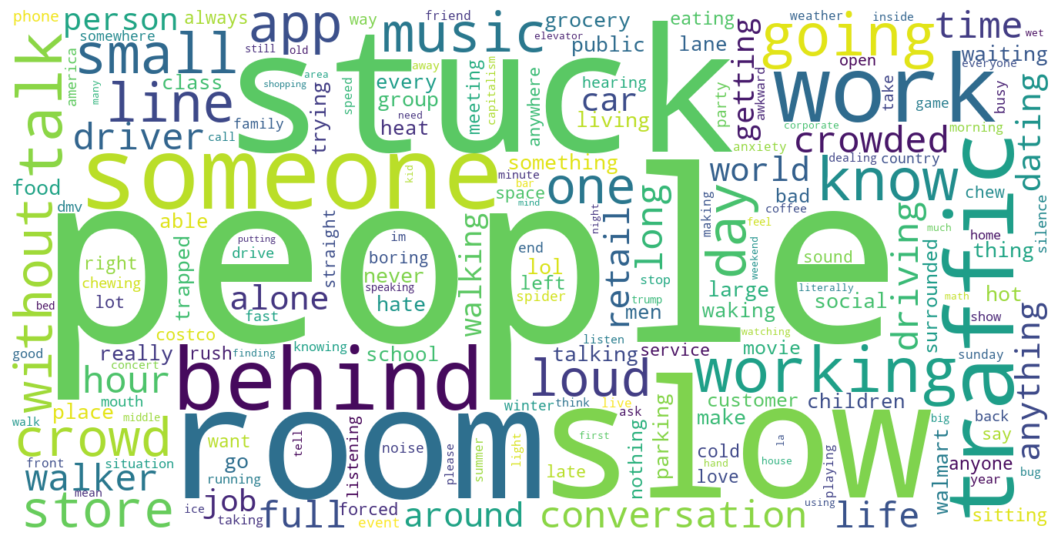 phone person always way friend grocery weather inside time
somewhere app music elevator eating going
still old public lane open waiting
small stuck hearing everyone wet
america class every away meeting capitalism party work
many shopping area group anywhere getting awkward take game busy
talk line trying speed need car living
driver call family heat corporate morning
something crowded dating
without someone minute kid bar world anxiety dealing country
food space mind one know chew silence
dmv able long bad coffee
people walking night day making feel home much
right putting im end lol retail driving thing traffic
chewing trapped drive straight boring never left sound surrounded
lot speaking spider stop large social hot
bed alone hate men trump waking weekend literally math show
costco fast watching anything
good really rush finding knowing listen service movie sunday
concert behind school talking working
hour loud
mouth winter think live customer children big back
walk place middle ask make say
crowd room slow
want tell noise please first nothing parking cold la anyone
front situation go light hand house walmart year
walker running listening summer late love playing bug
mean job forced sitting
store ice taking full event around conversation using life